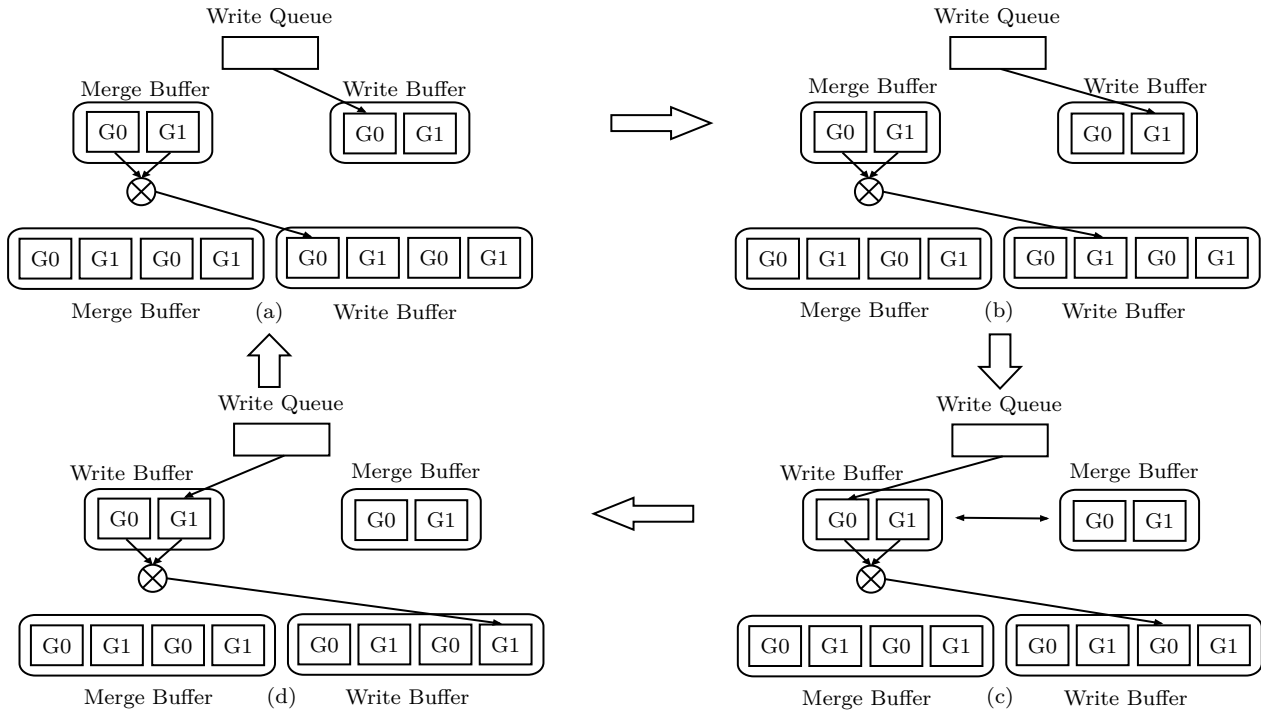 Write Queue
Merge Buffer
Write Buffer
G0 G1
G0 G1
G0 G1 G0 G1
G0 G1 G0 G1
Merge Buffer
(a)
Write Buffer
Write Queue
Merge Buffer
Write Buffer
G0 G1
G0 G1
G0 G1 G0 G1
G0 G1 G0 G1
Merge Buffer
(b)
Write Buffer
Write Queue
Write Buffer
Merge Buffer
G0 G1
G0 G1
G0 G1 G0 G1
G0 G1 G0 G1
Merge Buffer
(d)
Write Buffer
Write Queue
Write Buffer
Merge Buffer
G0 G1
G0 G1
G0 G1 G0 G1
G0 G1 G0 G1
Merge Buffer
(c)
Write Buffer